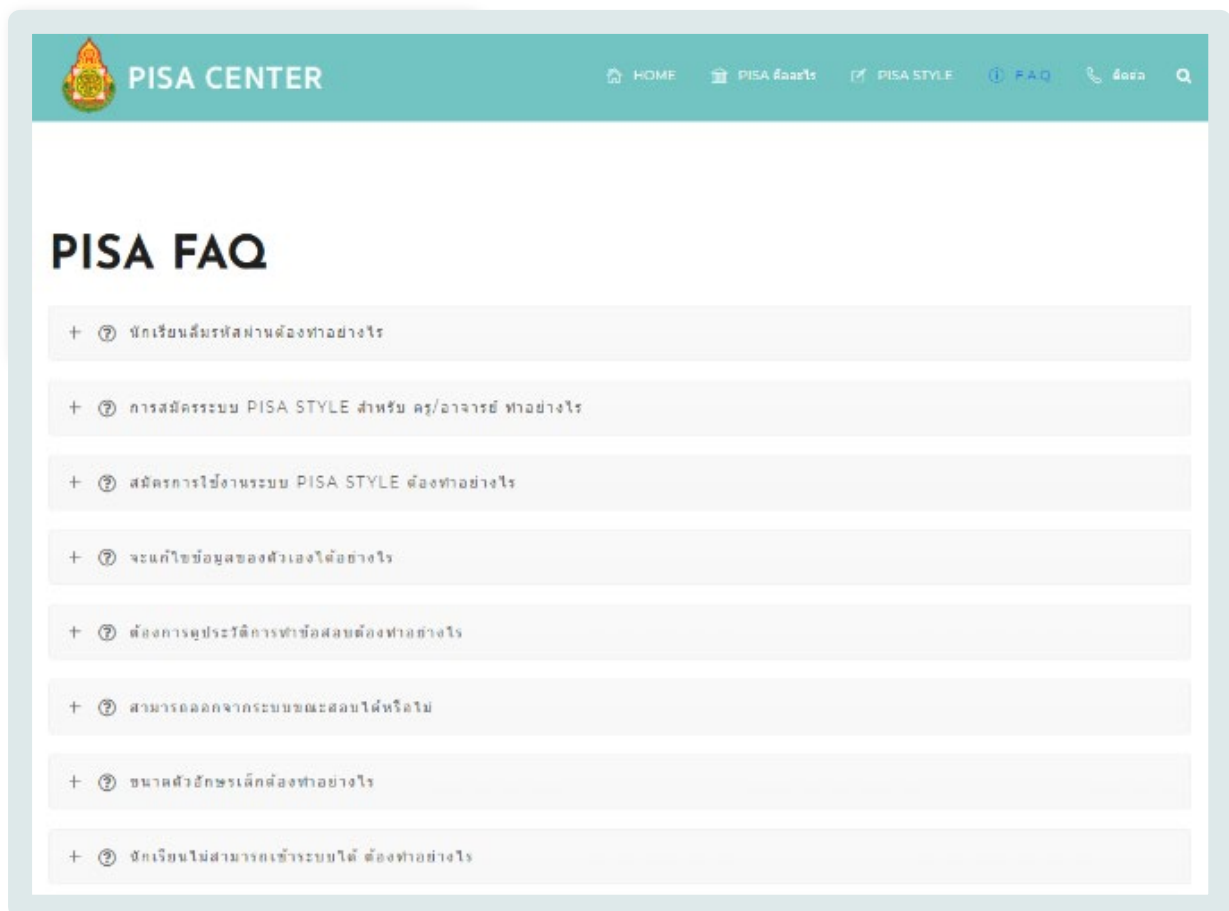 PISA CENTER
HOME PISA คืออะไร PISA STYLE F A Q ติดต่อ
PISA FAQ
นักเรียนลืมรหัสผ่านต้องทำอย่างไร
การสมัครระบบ PISA STYLE สำหรับ ครู/อาจารย์ ทำอย่างไร
สมัครการใช้งานระบบ PISA STYLE ต้องทำอย่างไร
จะแก้ไขข้อมูลของตัวเองได้อย่างไร
ต้องการดูประวัติการทำข้อสอบต้องทำอย่างไร
สามารถออกจากระบบขณะสอบได้หรือไม่
ขนาดตัวอักษรเล็กต้องทำอย่างไร
นักเรียนไม่สามารถเข้าระบบได้ ต้องทำอย่างไร